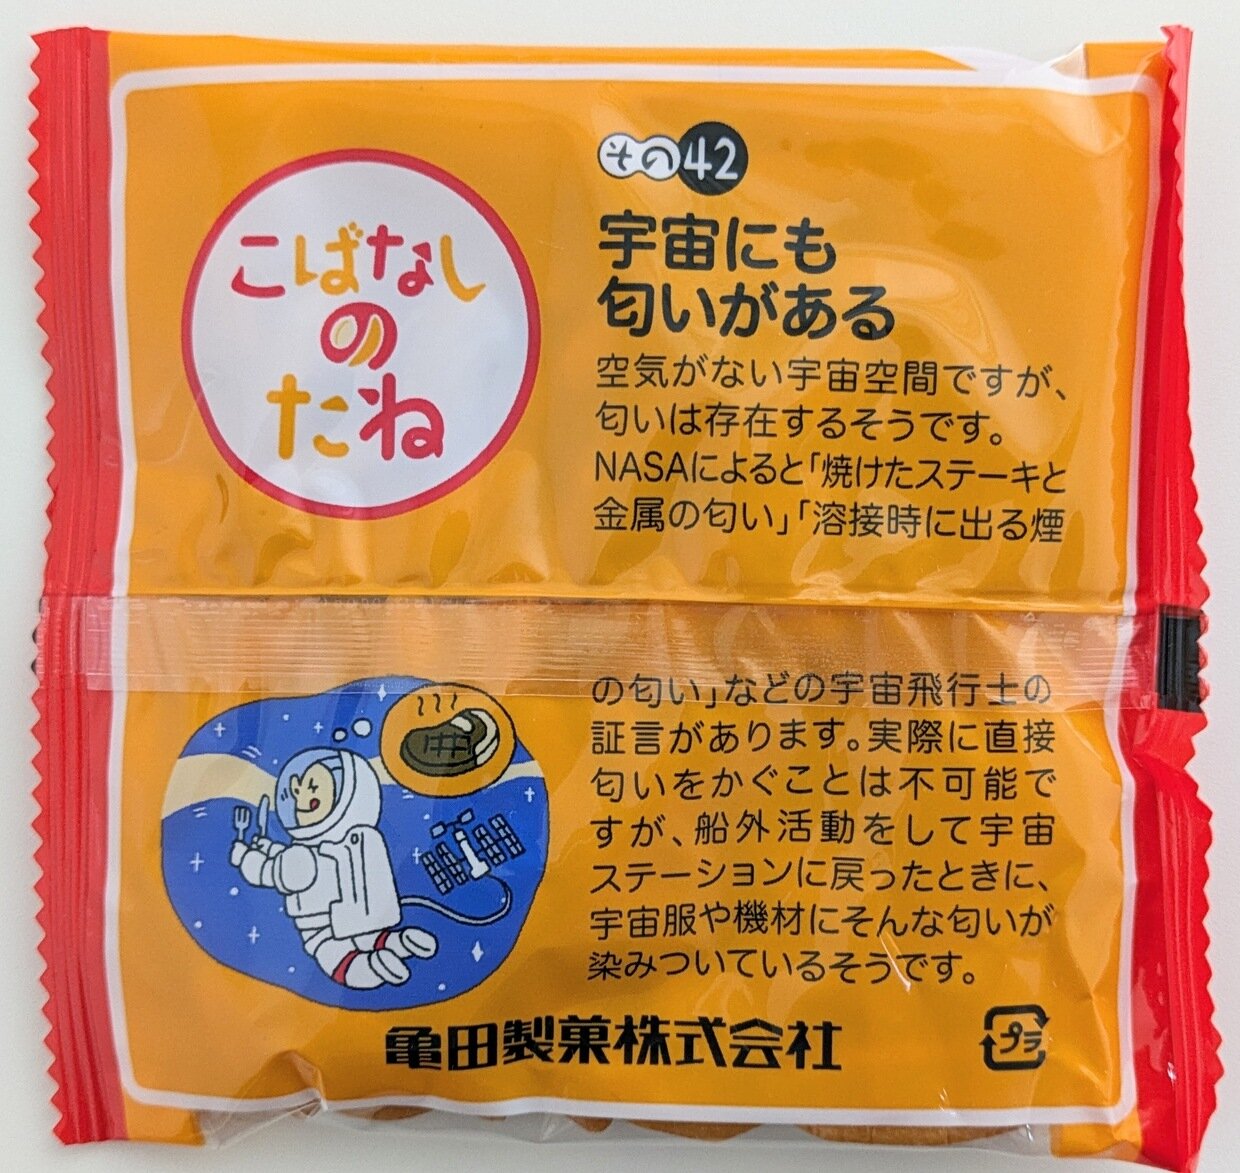 こばなし
の
たね
その42
宇宙にも
匂いがある
空気がない宇宙空間ですが、
匂いは存在するそうです。
NASAによると「焼けたステーキと
金属の匂い」「溶接時に出る煙
の匂い」などの宇宙飛行士の
証言があります。実際に直接
匂いをかぐことは不可能で
すが、船外活動をして宇宙
ステーションに戻ったときに、
宇宙服や機材にそんな匂いが
染みついているそうです。
亀田製菓株式会社
プラ